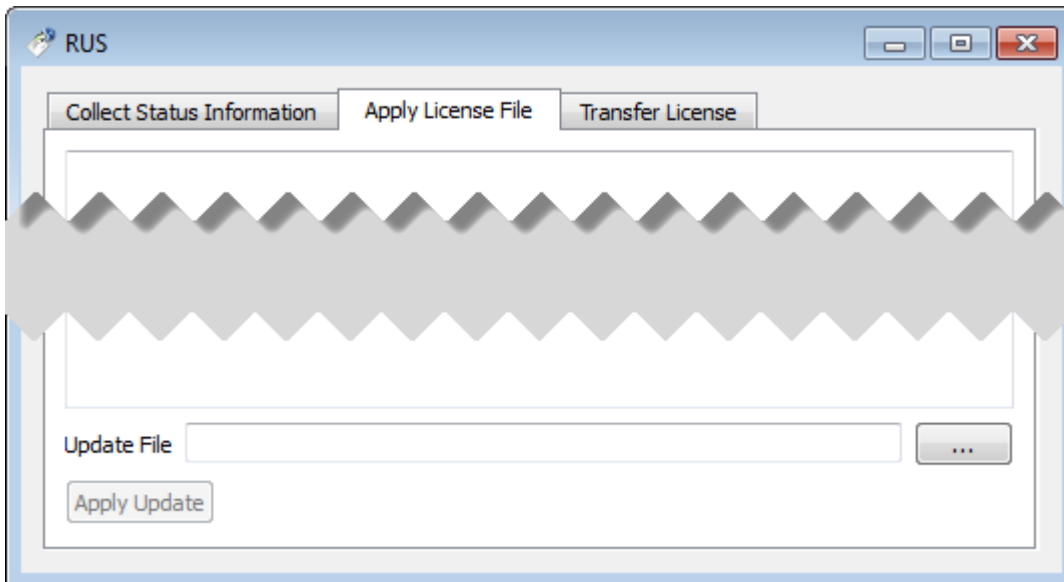 RUS
Collect Status Information Apply License File Transfer License
Update File ...
Apply Update